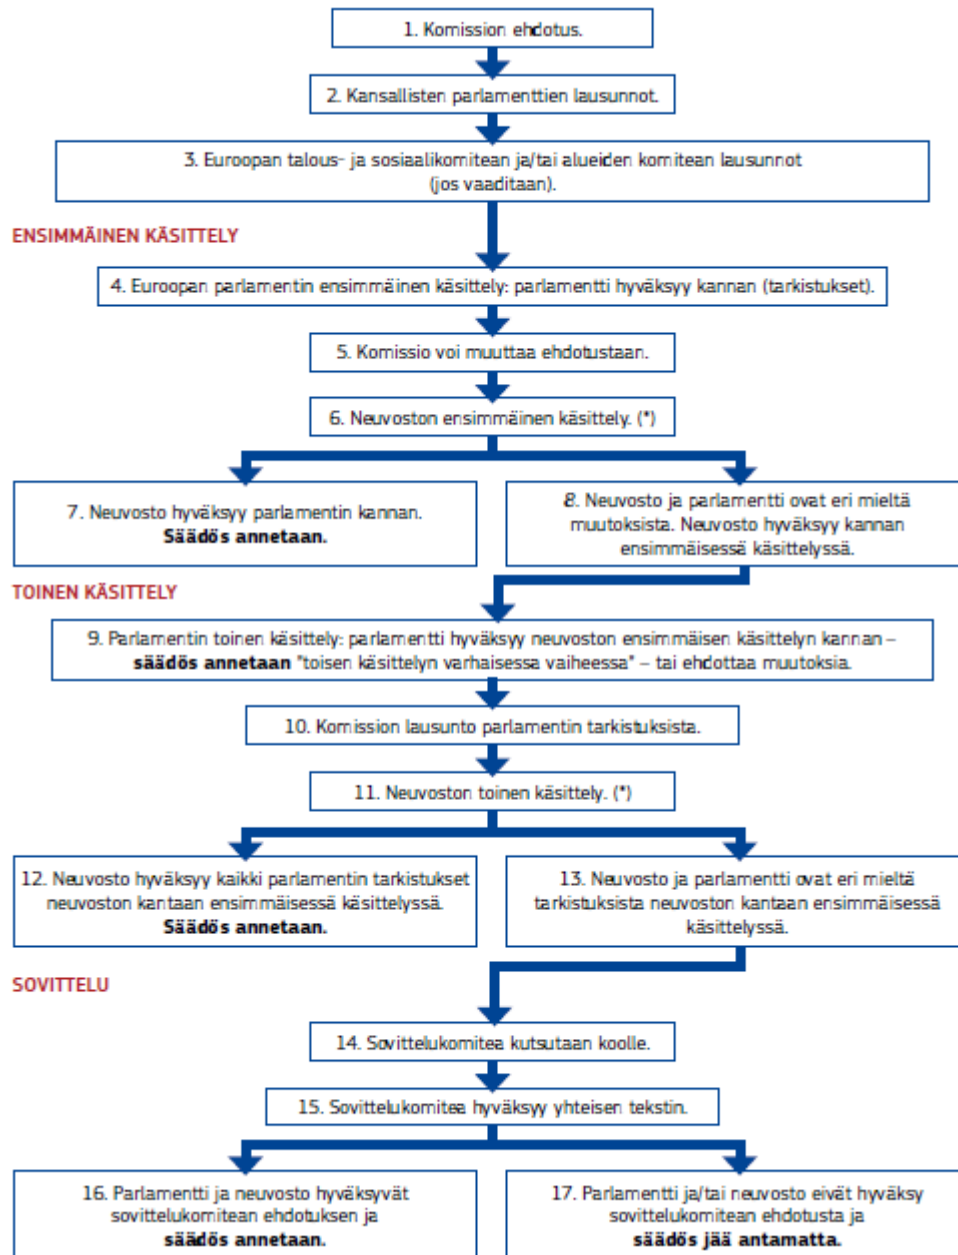 1. Komission ehdotus.
2. Kansallisten parlamenttien lausunnot.
3. Euroopan talous- ja sosiaalikomitean ja/tai alueiden komitean lausunnot
(jos vaaditaan).
ENSIMMÄINEN KÄSITTELY
4. Euroopan parlamentin ensimmäinen käsittely: parlamentti hyväksyy kannan (tarkistukset).
5. Komissio voi muuttaa ehdotustaan.
6. Neuvoston ensimmäinen käsittely. (*)
7. Neuvosto hyväksyy parlamentin kannan.
Säädös annetaan.
8. Neuvosto ja parlamentti ovat eri mieltä
muutoksista. Neuvosto hyväksyy kannan
ensimmäisessä käsittelyssä.
TOINEN KÄSITTELY
9. Parlamentin toinen käsittely: parlamentti hyväksyy neuvoston ensimmäisen käsittelyn kannan –
säädös annetaan "toisen käsittelyn varhaisessa vaiheessa" – tai ehdottaa muutoksia.
10. Komission lausunto parlamentin tarkistuksista.
11. Neuvoston toinen käsittely. (*)
12. Neuvosto hyväksyy kaikki parlamentin tarkistukset
neuvoston kantaan ensimmäisessä käsittelyssä.
Säädös annetaan.
13. Neuvosto ja parlamentti ovat eri mieltä
tarkistuksista neuvoston kantaan ensimmäisessä
käsittelyssä.
SOVITTELU
14. Sovittelukomitea kutsutaan koolle.
15. Sovittelukomitea hyväksyy yhteisen tekstin.
16. Parlamentti ja neuvosto hyväksyvät
sovittelukomitean ehdotuksen ja
säädös annetaan.
17. Parlamentti ja/tai neuvosto eivät hyväksy
sovittelukomitean ehdotusta ja
säädös jää antamatta.